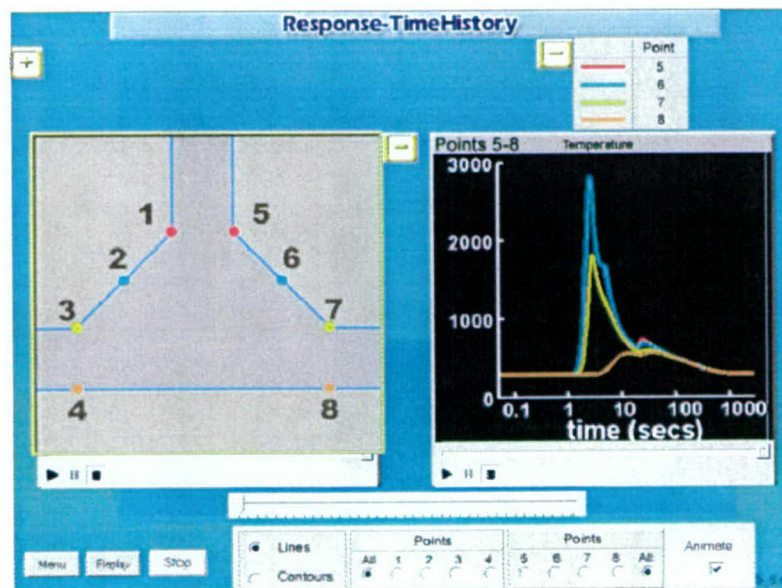 Response-TimeHistory
+
−
Point
5
6
7
8
−
Points 5-8 Temperature
3000
2000
1000
0
0.1 1 10 100 1000
time (secs)
1 5
2 6
3 7
4 8
Lines
Contours
Points
All 1 2 3 4
Points
5 6 7 8 All
Animate
Menu Replay Stop